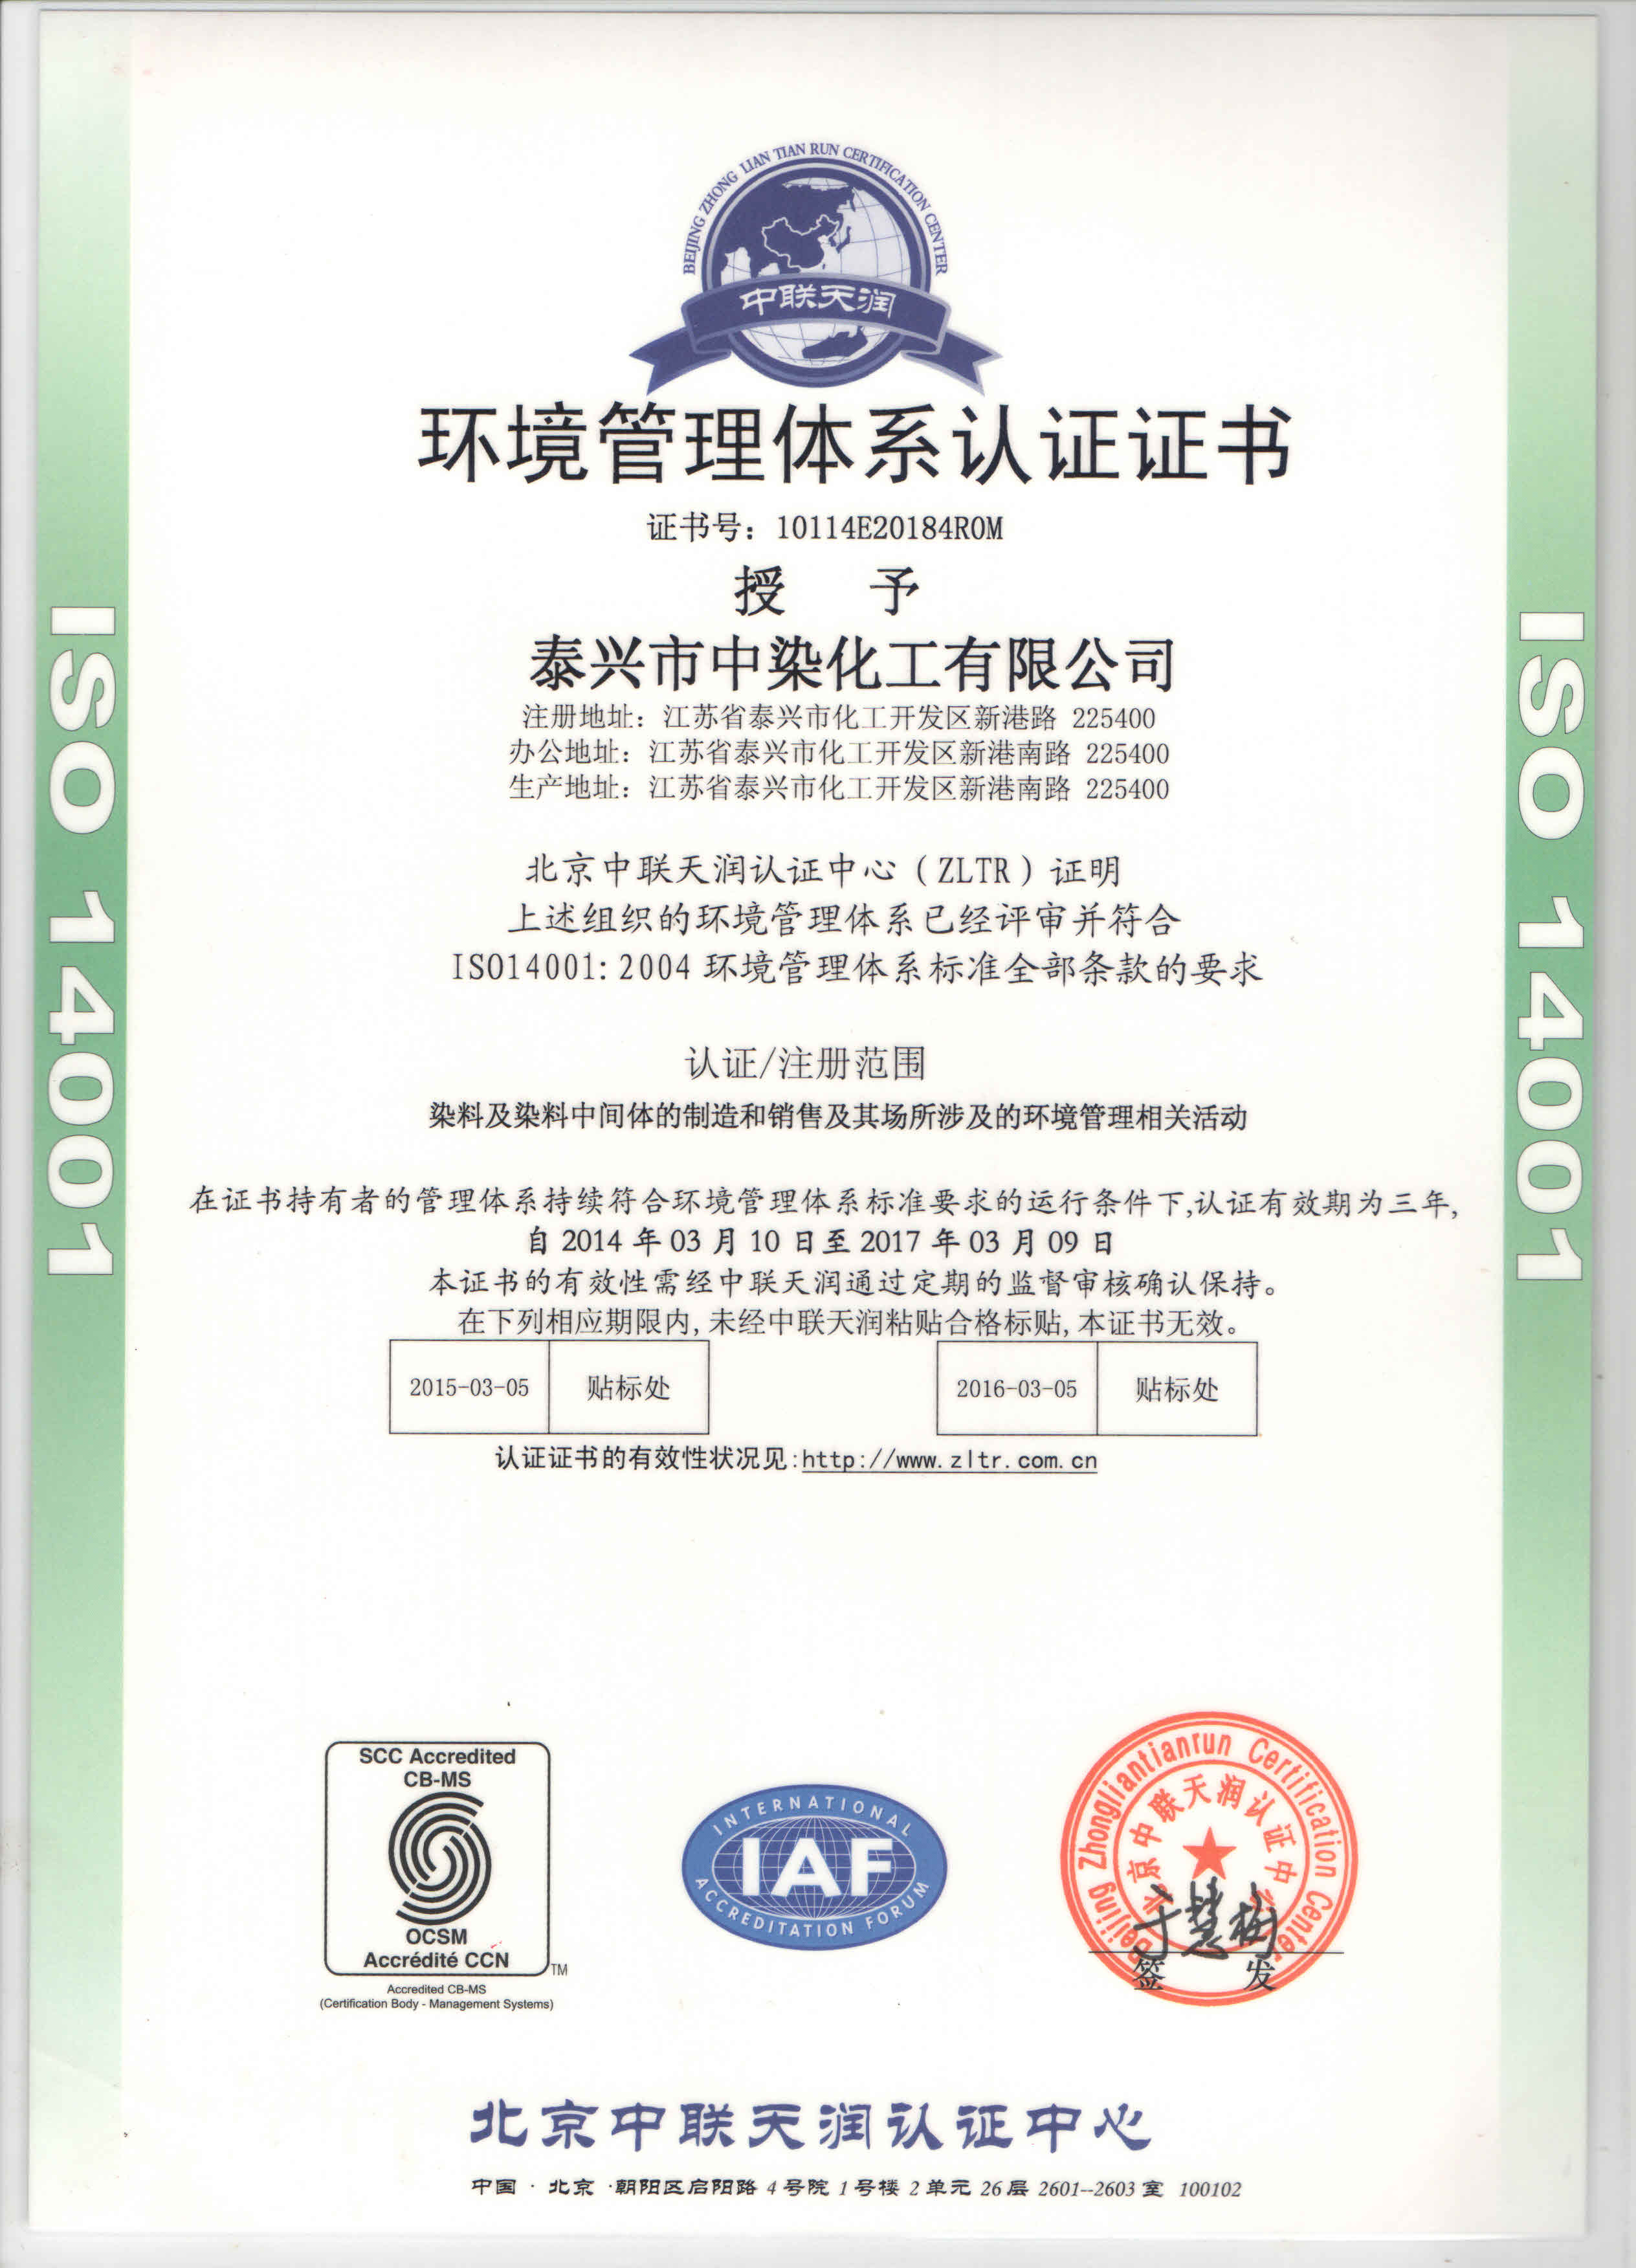 BEIJING ZHONG LIAN TIAN RUN CERTIFICATION CENTER
中联天润
环境管理体系认证证书
证书号：10114E20184R0M
授 予
泰兴市中染化工有限公司
注册地址：江苏省泰兴市化工开发区新港路 225400
办公地址：江苏省泰兴市化工开发区新港南路 225400
生产地址：江苏省泰兴市化工开发区新港南路 225400
北京中联天润认证中心（ZLTR）证明
上述组织的环境管理体系已经评审并符合
ISO14001:2004 环境管理体系标准全部条款的要求
认证/注册范围
染料及染料中间体的制造和销售及其场所涉及的环境管理相关活动
在证书持有者的管理体系持续符合环境管理体系标准要求的运行条件下,认证有效期为三年,
自 2014 年 03 月 10 日至 2017 年 03 月 09 日
本证书的有效性需经中联天润通过定期的监督审核确认保持。
在下列相应期限内,未经中联天润粘贴合格标贴,本证书无效。
2015-03-05 贴标处 2016-03-05 贴标处
认证证书的有效性状况见:http://www.zltr.com.cn
ISO 14001
ISO 14001
SCC Accredited
CB-MS
OCSM
Accrédité CCN
TM
Accredited CB-MS
(Certification Body - Management Systems)
INTERNATIONAL
IAF
ACCREDITATION FORUM
Beijing Zhongliantianrun Certification Center
北京中联天润认证中心
于慧梅
签 发
北京中联天润认证中心
中国 · 北京 ·朝阳区启阳路 4 号院 1 号楼 2 单元 26 层 2601--2603 室 100102